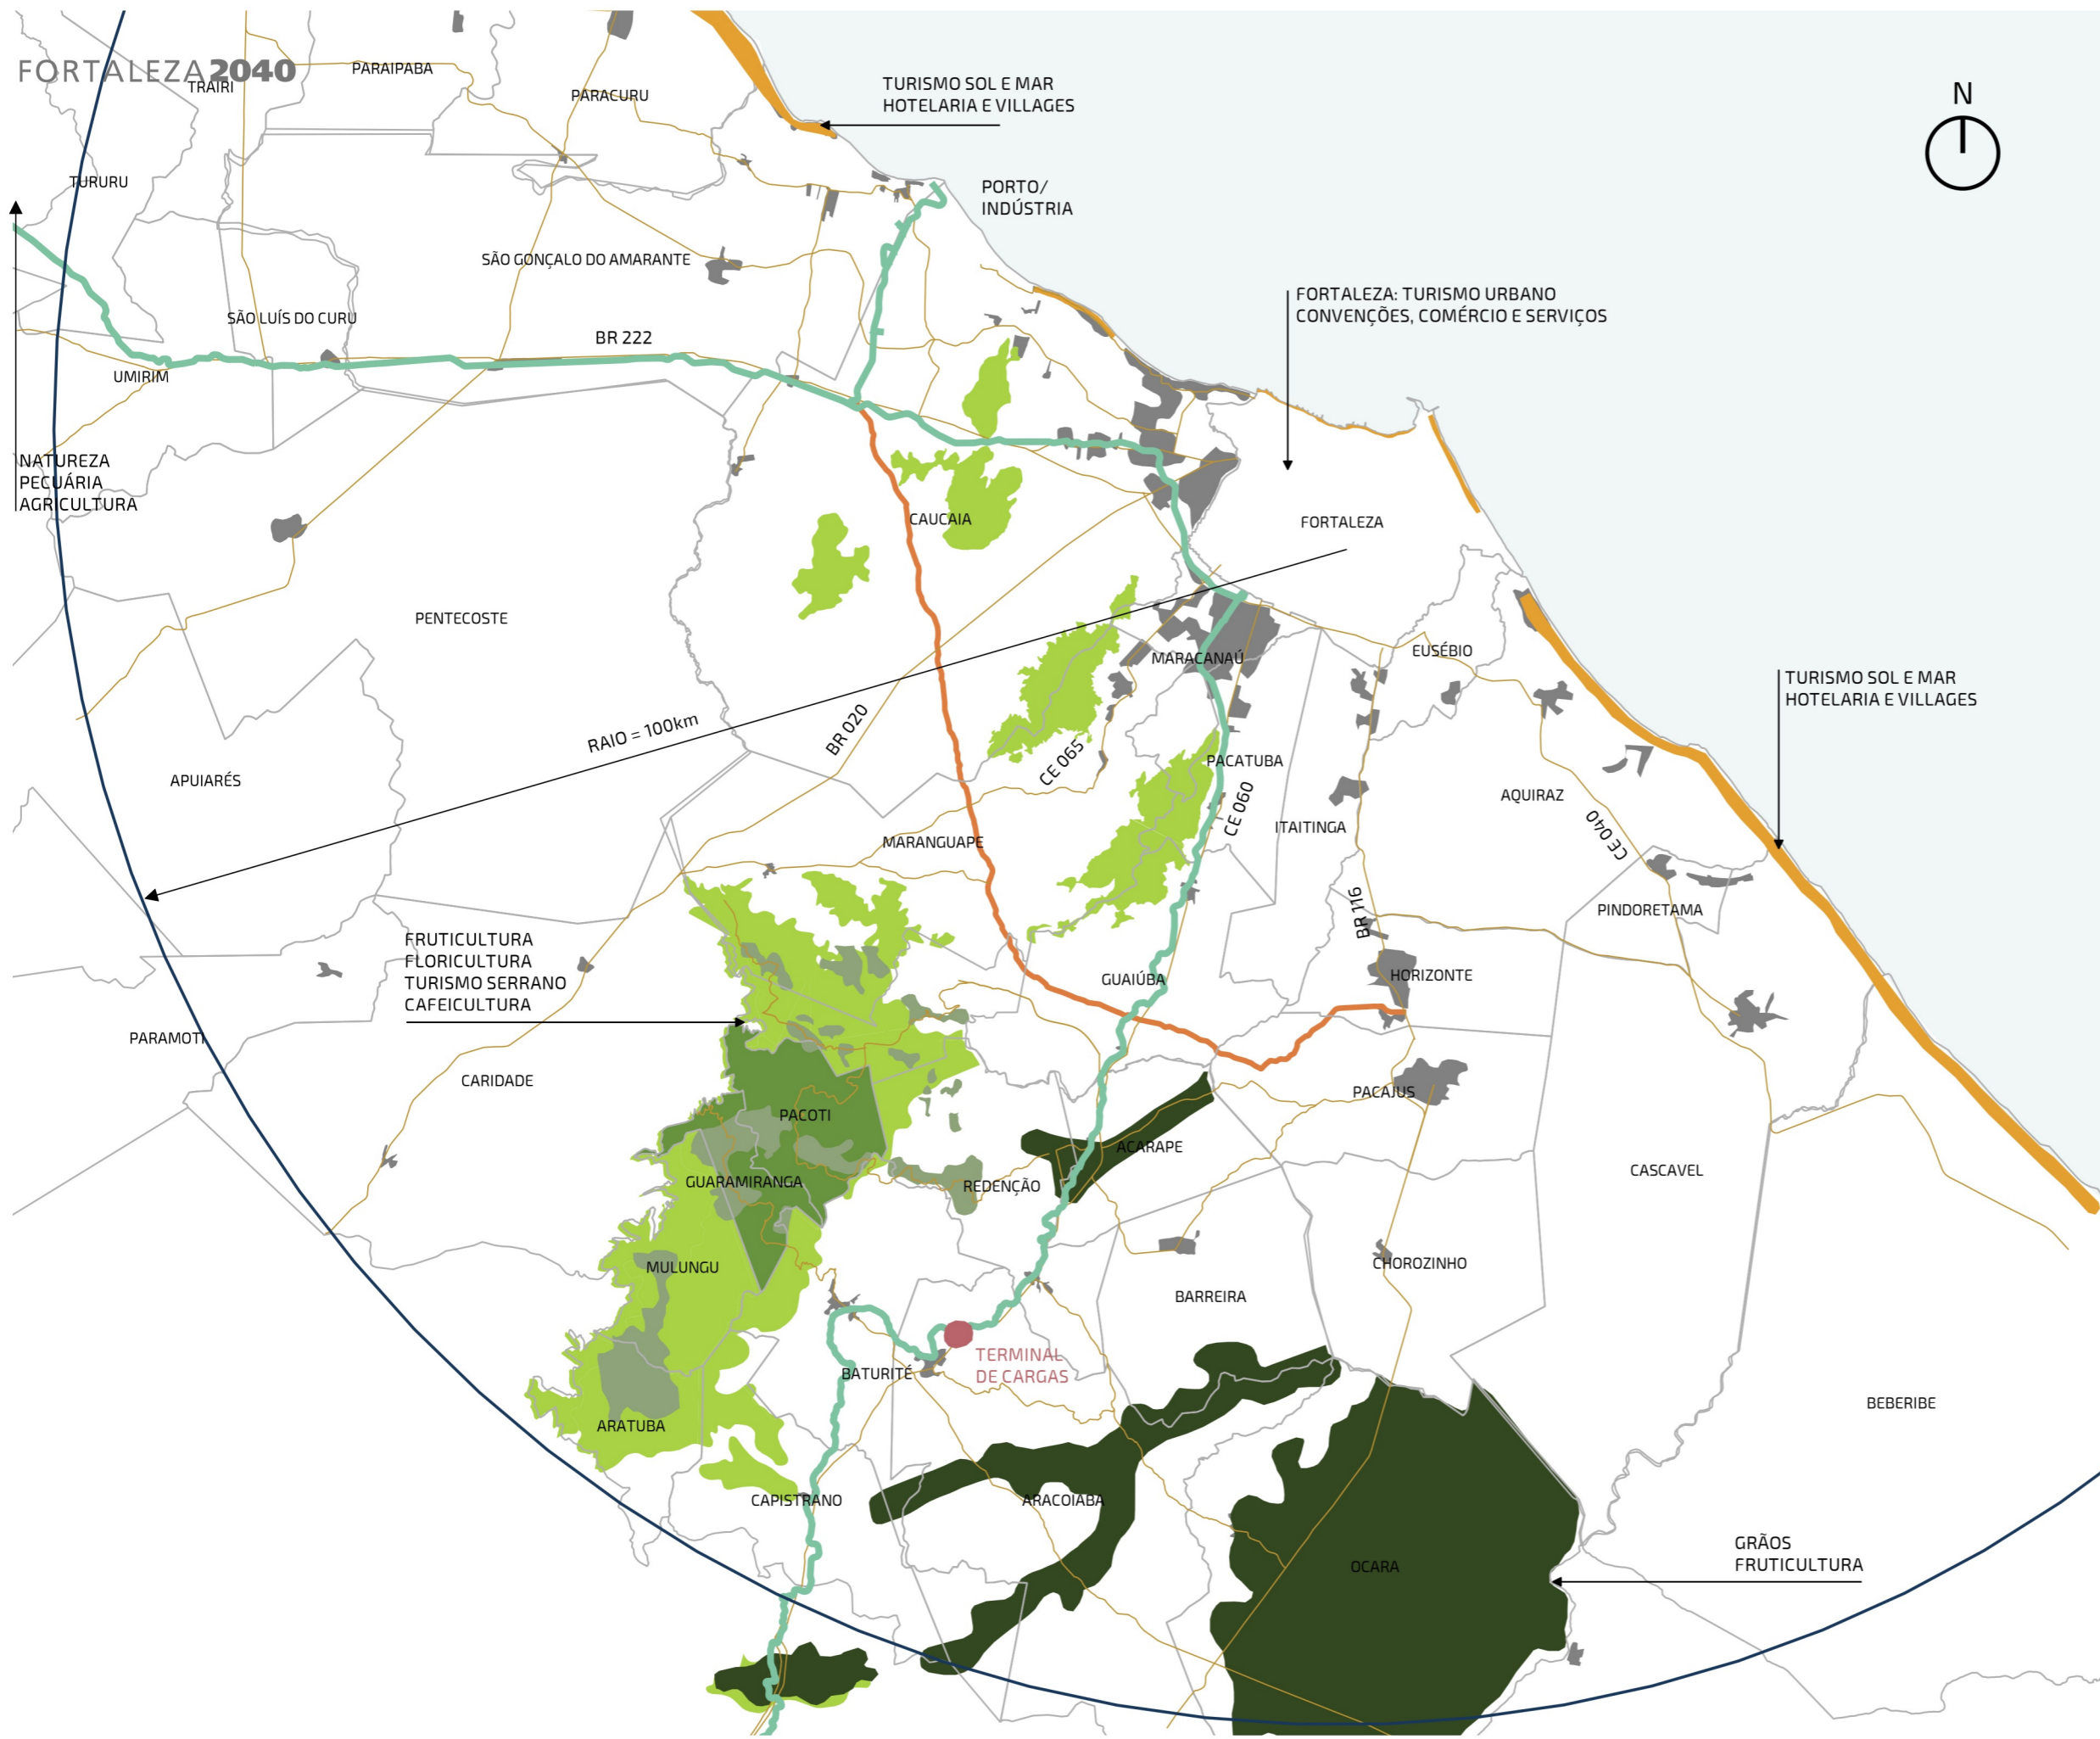 FORTALEZA2040
TRAIRI
PARAIPABA
PARACURU
TURISMO SOL E MAR
HOTELARIA E VILLAGES
N
TURURU
PORTO/
INDÚSTRIA
SÃO GONÇALO DO AMARANTE
FORTALEZA: TURISMO URBANO
CONVENÇÕES, COMÉRCIO E SERVIÇOS
SÃO LUÍS DO CURU
BR 222
UMIRIM
NATUREZA
PECUÁRIA
AGRICULTURA
CAUCAIA
FORTALEZA
PENTECOSTE
MARACANAÚ
EUSÉBIO
TURISMO SOL E MAR
HOTELARIA E VILLAGES
RAIO = 100km
BR 020
CE 065
PACATUBA
APUIARÉS
CE 060
AQUIRAZ
ITAITINGA
CE 040
MARANGUAPE
BR 116
PINDORETAMA
FRUTICULTURA
FLORICULTURA
TURISMO SERRANO
CAFEICULTURA
GUAIÚBA
HORIZONTE
PARAMOTI
CARIDADE
PACOTI
PACAJUS
ACARAPE
CASCAVEL
GUARAMIRANGA
REDENÇÃO
MULUNGU
CHOROZINHO
BARREIRA
TERMINAL
DE CARGAS
BATURITÉ
BEBERIBE
ARATUBA
CAPISTRANO
ARACOIABA
GRÃOS
FRUTICULTURA
OCARA